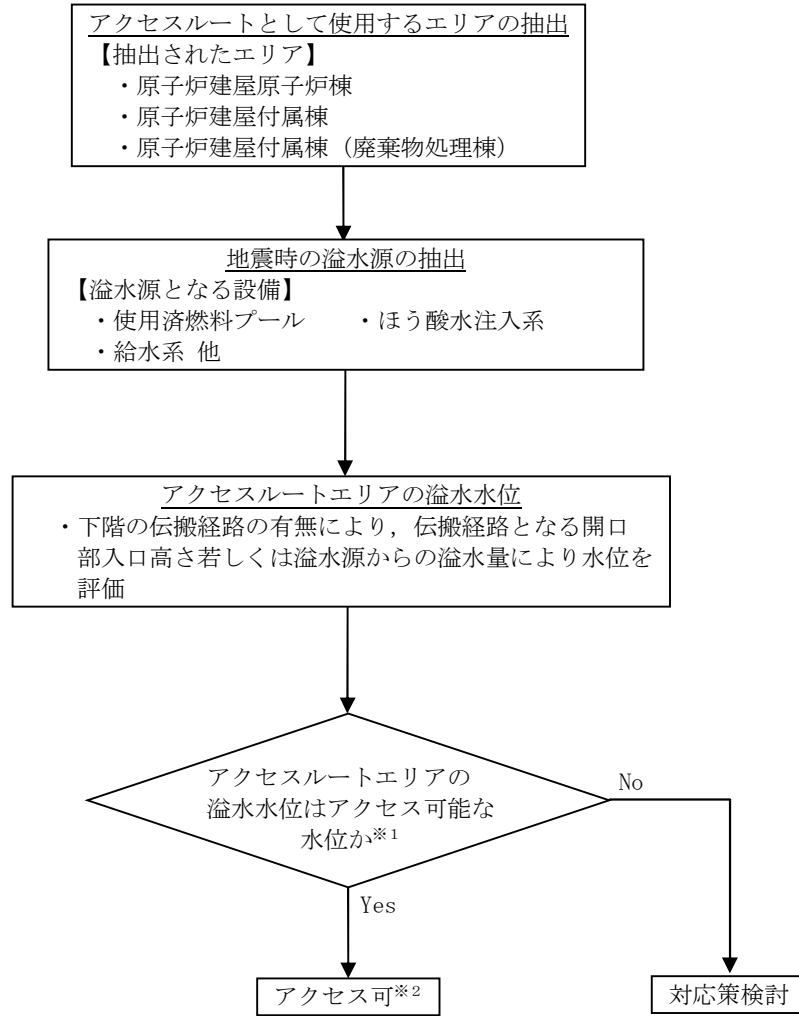 アクセスルートとして使用するエリアの抽出
【抽出されたエリア】
・原子炉建屋原子炉棟
・原子炉建屋付属棟
・原子炉建屋付属棟（廃棄物処理棟）
地震時の溢水源の抽出
【溢水源となる設備】
・使用済燃料プール　　・ほう酸水注入系
・給水系 他
アクセスルートエリアの溢水水位
・下階の伝搬経路の有無により，伝搬経路となる開口
部入口高さ若しくは溢水源からの溢水量により水位を
評価
アクセスルートエリアの
溢水水位はアクセス可能な
水位か※1
No
Yes
アクセス可※2
対応策検討